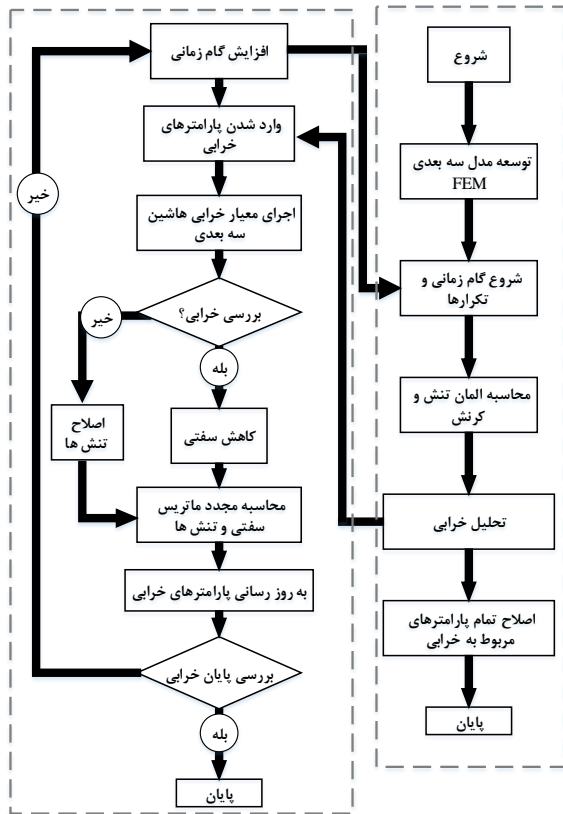 شروع
توسعه مدل سه بعدی
FEM
شروع گام زمانی و
تکرارها
محاسبه المان تنش و
کرنش
تحلیل خرابی
اصلاح تمام پارامترهای
مربوط به خرابی
پایان
افزایش گام زمانی
وارد شدن پارامترهای
خرابی
اجرای معیار خرابی هاشین
سه بعدی
بررسی خرابی؟
خیر
بله
اصلاح
تنش ها
کاهش سفتی
محاسبه مجدد ماتریس
سفتی و تنش ها
به روز رسانی پارامترهای خرابی
بررسی پایان خرابی
خیر
بله
پایان